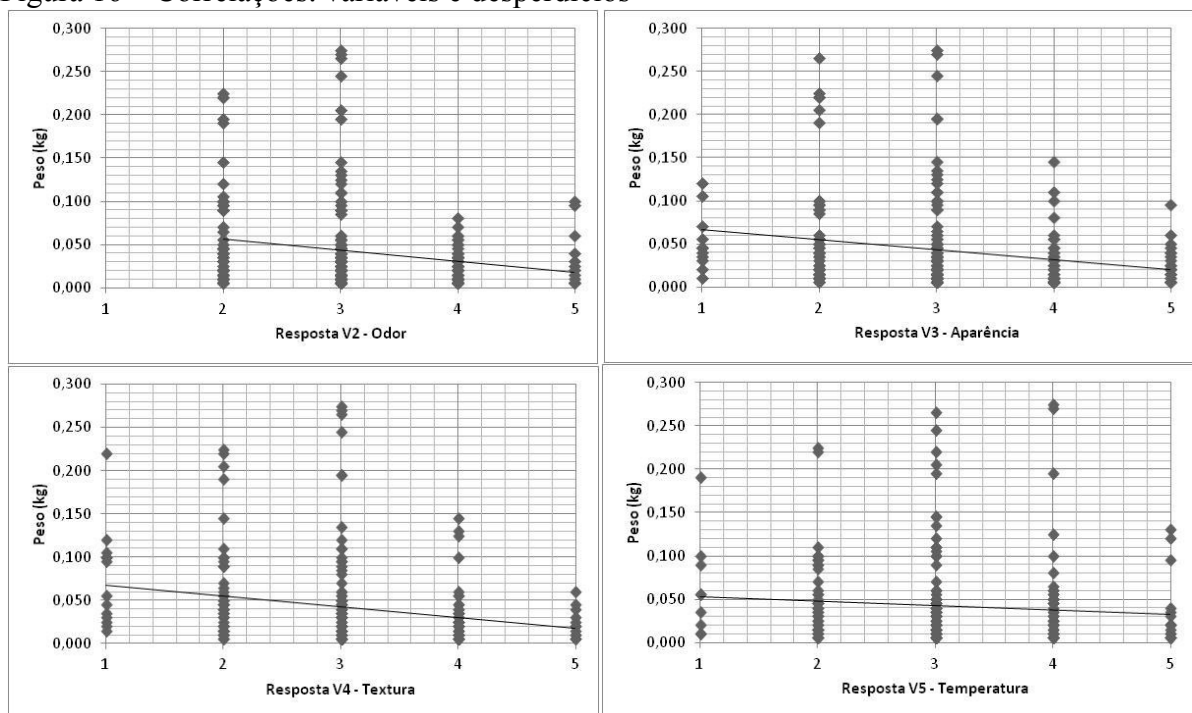 Figura – Correlações: variáveis e desperdícios
0,300
0,250
0,200
0,150
0,100
0,050
0,000
Peso (kg)
1 2 3 4 5
Resposta V2 - Odor
0,300
0,250
0,200
0,150
0,100
0,050
0,000
Peso (kg)
1 2 3 4 5
Resposta V3 - Aparência
0,300
0,250
0,200
0,150
0,100
0,050
0,000
Peso (kg)
1 2 3 4 5
Resposta V4 - Textura
0,300
0,250
0,200
0,150
0,100
0,050
0,000
Peso (kg)
1 2 3 4 5
Resposta V5 - Temperatura